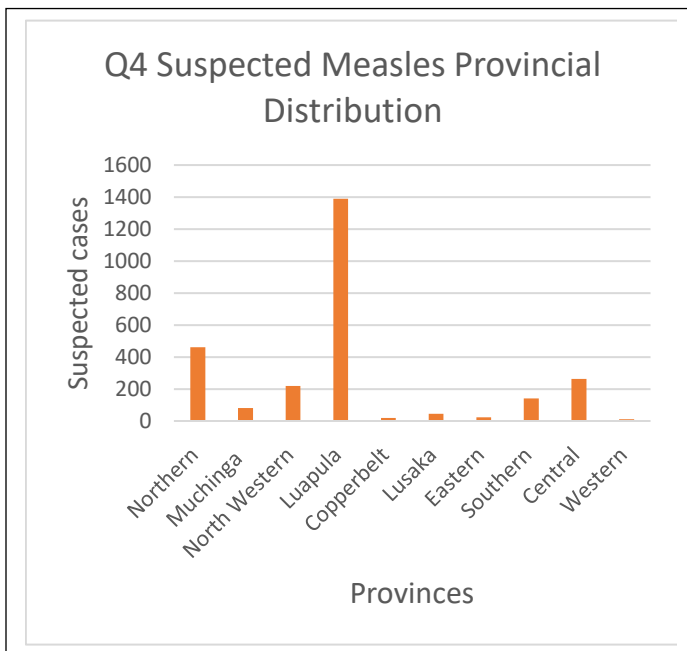 Q4 Suspected Measles Provincial
Distribution
1600
1400
1200
1000
800
600
400
200
0
Suspected cases
Northern
Muchinga
North Western
Luapula
Copperbelt
Lusaka
Eastern
Southern
Central
Western
Provinces